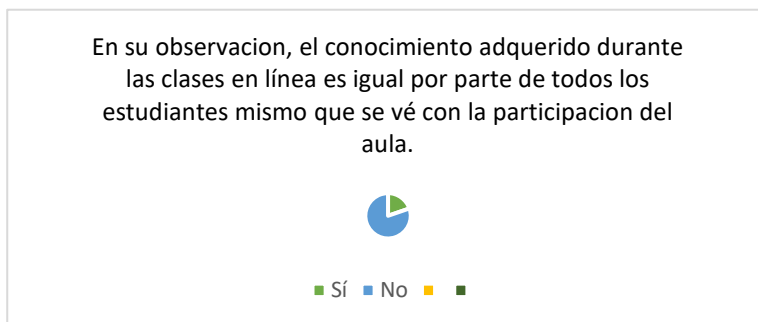 En su observacion, el conocimiento adquerido durante
las clases en línea es igual por parte de todos los
estudiantes mismo que se vé con la participacion del
aula.
Sí No